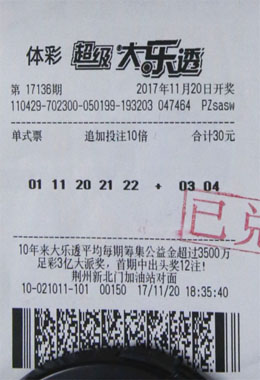 体彩 超级大乐透
第 17136期 2017年11月20日开奖
110429-702300-050199-193203 047464 PZsasw
单式票 追加投注10倍 合计30元
01 11 20 21 22 + 03 04
已兑
10年来大乐透平均每期筹集公益金超过3500万
足彩3亿大派奖，首期中出头奖12注!
荆州新北门加油站对面
10-021011-101 00150 17/11/20 18:35:40